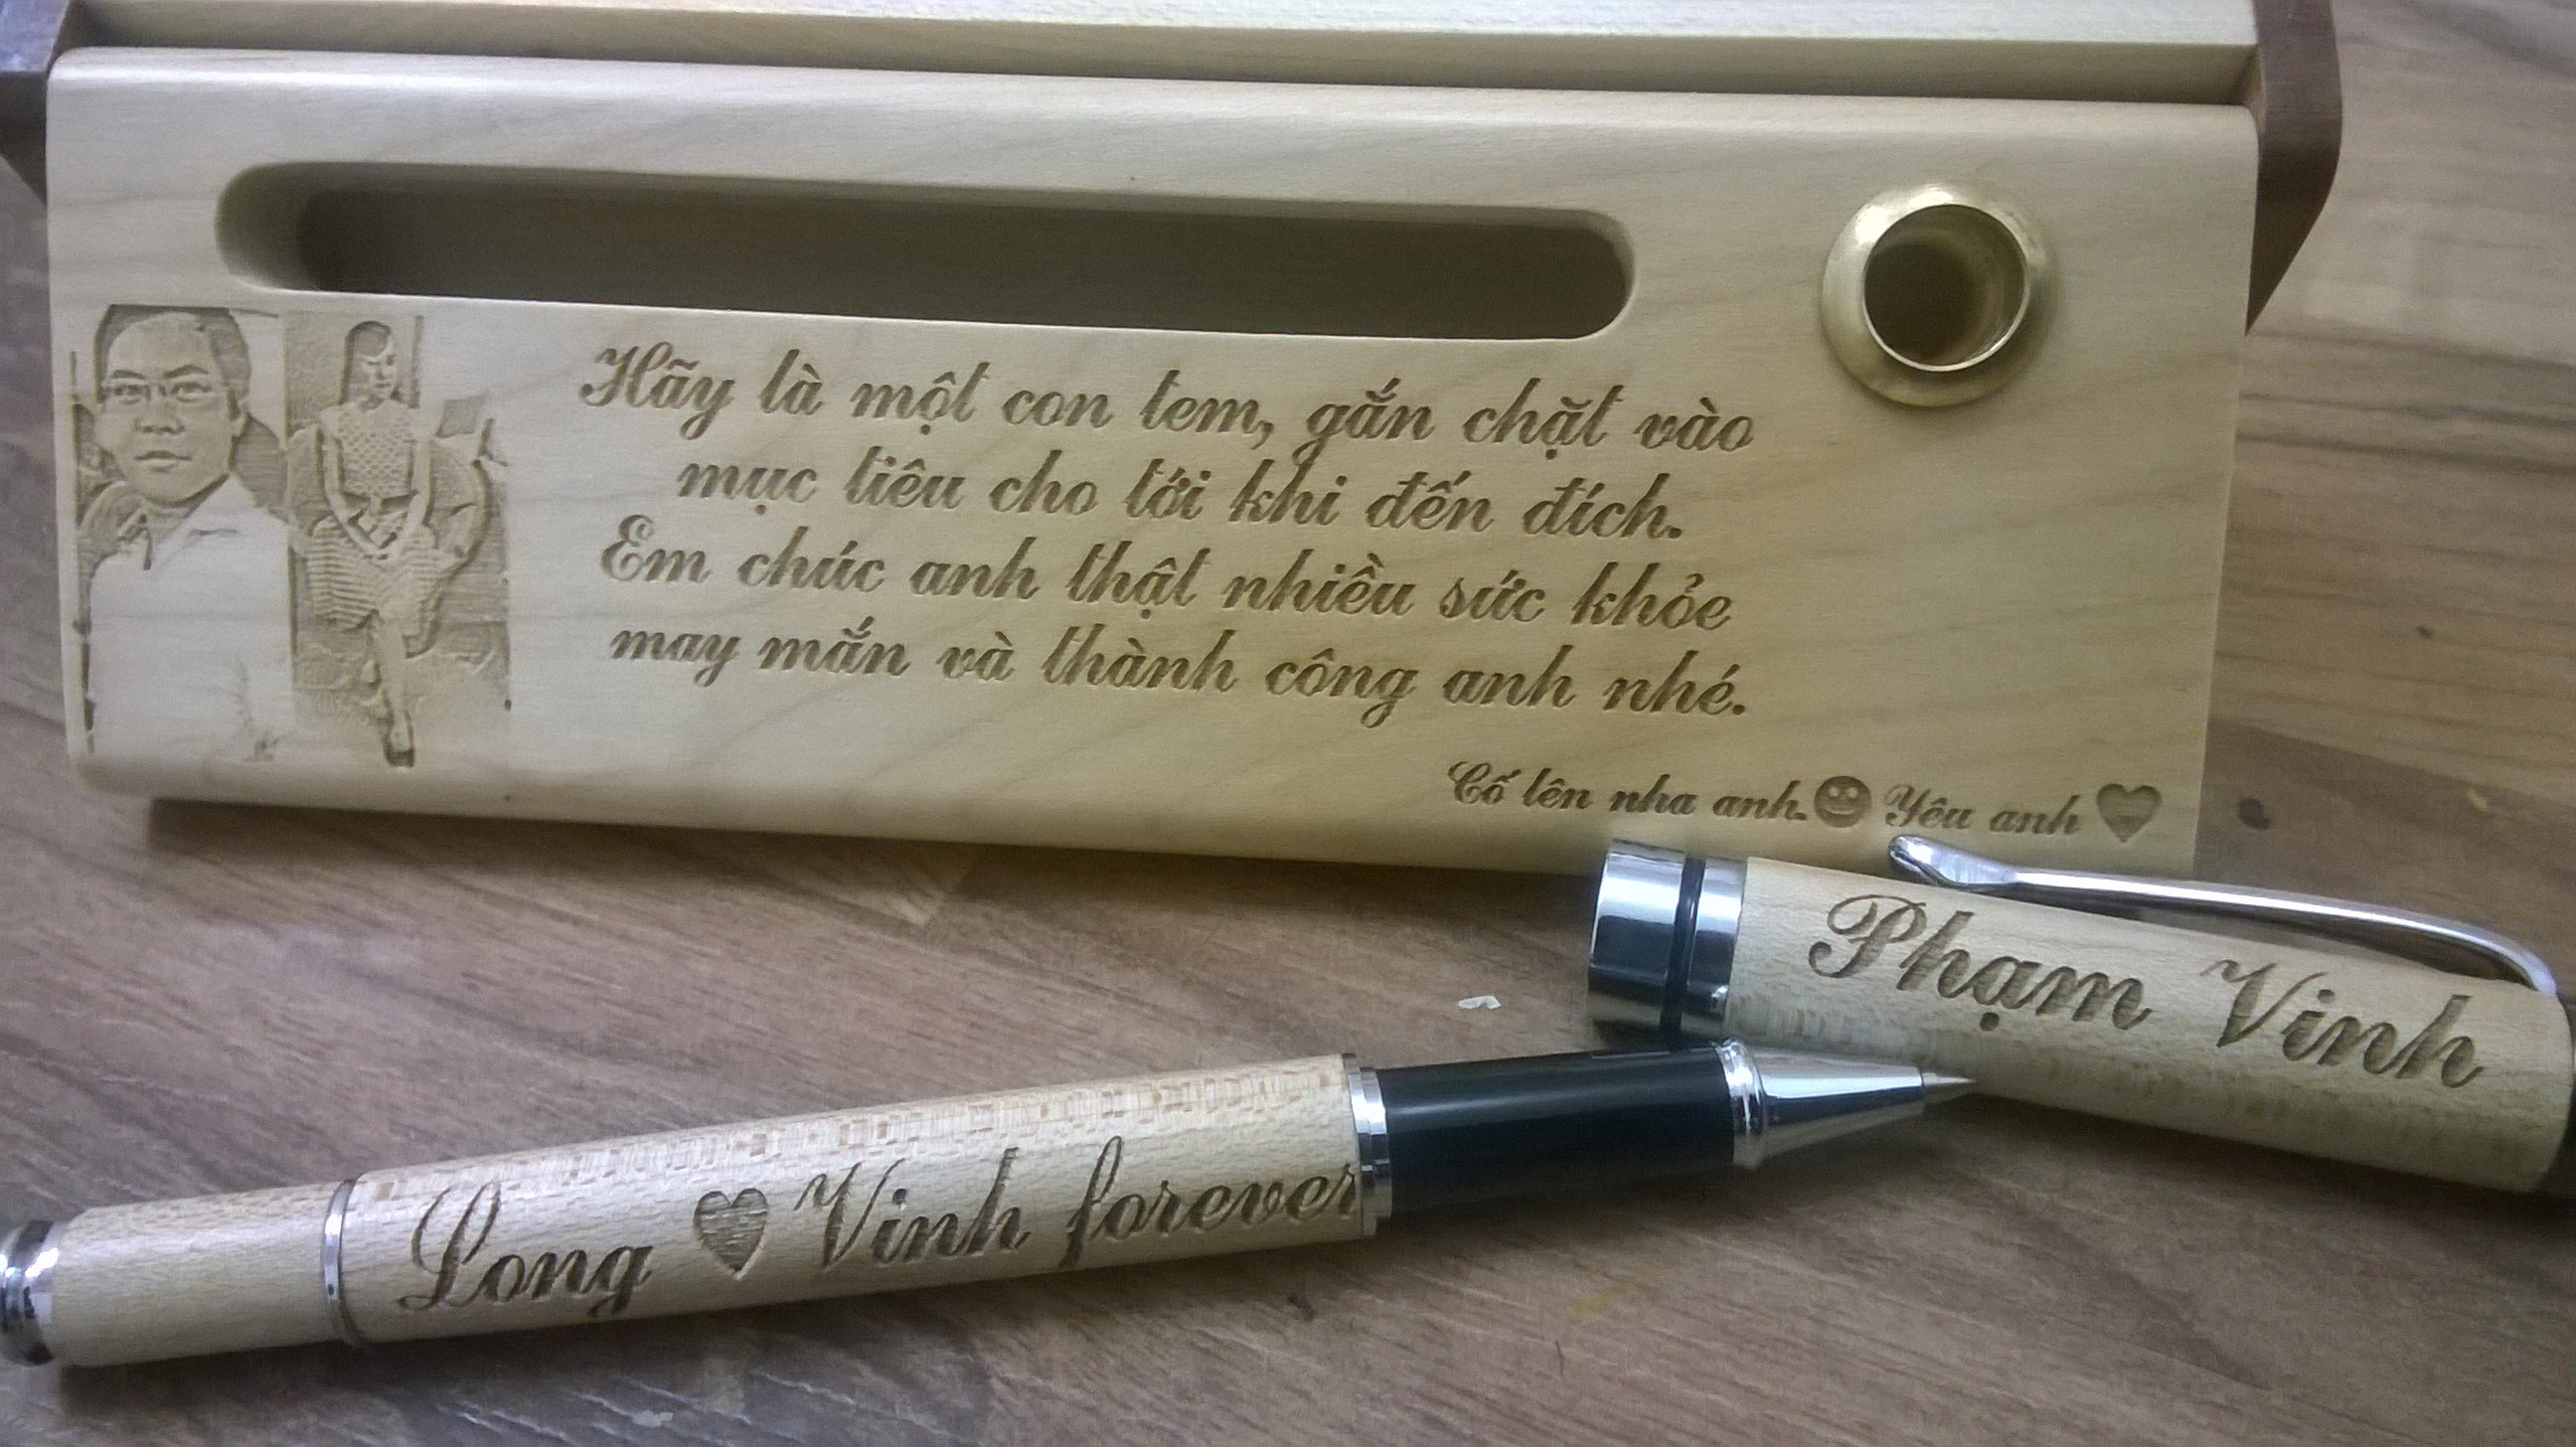 Hãy là một con tem, gắn chặt vào
mục tiêu cho tới khi đến đích.
Em chúc anh thật nhiều sức khỏe
may mắn và thành công anh nhé.
Cố lên nha anh. Yêu anh
Phạm Vinh
Long Vinh forever